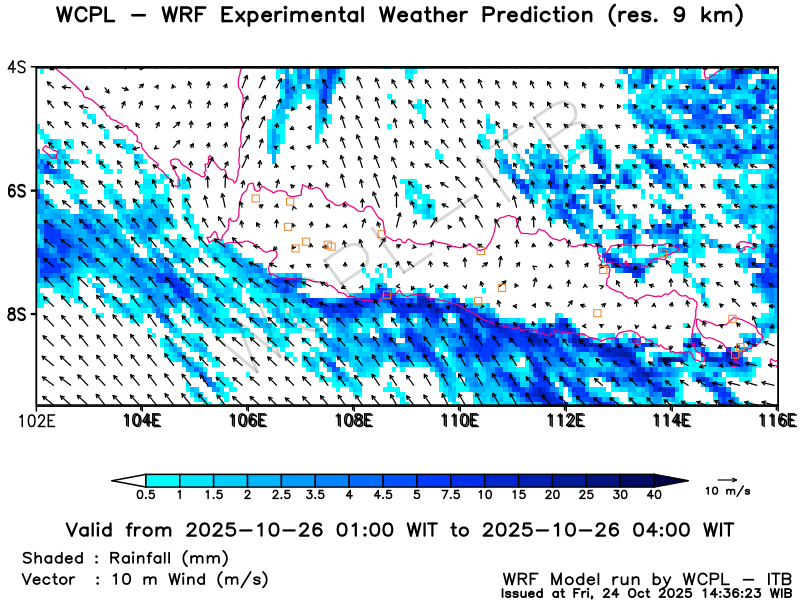 WCPL – WRF Experimental Weather Prediction (res. 9 km)
4S
6S
8S
102E 104E 106E 108E 110E 112E 114E 116E
WCPL-ITB
0.5 1 1.5 2 2.5 3.5 4 4.5 5 7.5 10 15 20 25 30 40
10 m/s
Valid from 2025-10-26 01:00 WIT to 2025-10-26 04:00 WIT
Shaded : Rainfall (mm)
Vector : 10 m Wind (m/s)
WRF Model run by WCPL – ITB
Issued at Fri, 24 Oct 2025 14:36:23 WIB